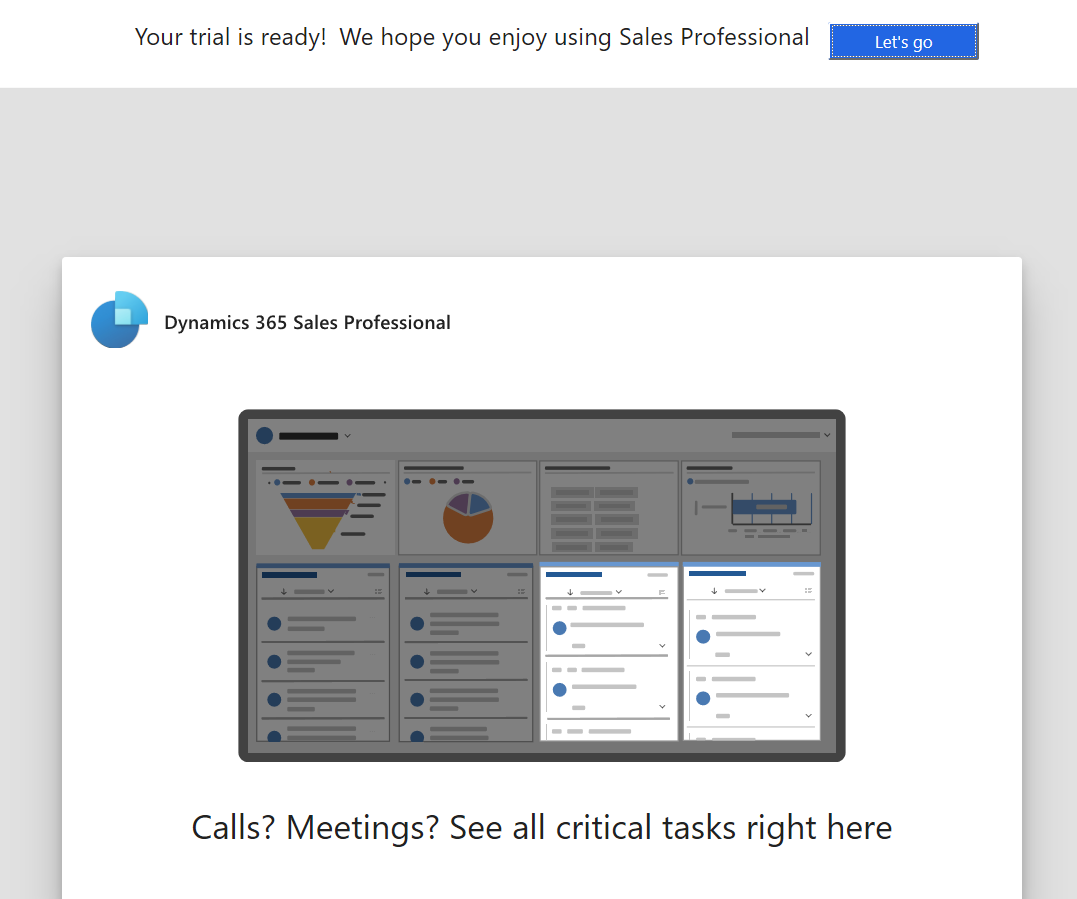 Your trial is ready!  We hope you enjoy using Sales Professional
Let's go
Dynamics 365 Sales Professional
Calls? Meetings? See all critical tasks right here